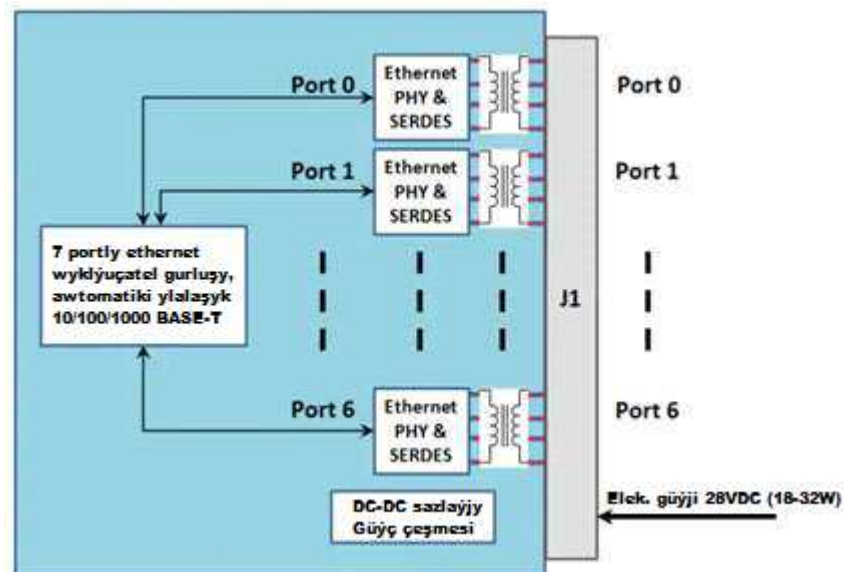 Port 0
Ethernet
PHY &
SERDES
Port 0
Port 1
Ethernet
PHY &
SERDES
Port 1
7 portly ethernet
wyklýuçatel gurluşy,
awtomatiki ylalaşyk
10/100/1000 BASE-T
J1
Port 6
Ethernet
PHY &
SERDES
Port 6
DC-DC sazlaýjy
Güýç çeşmesi
Elek. güýji 28VDC (18-32W)